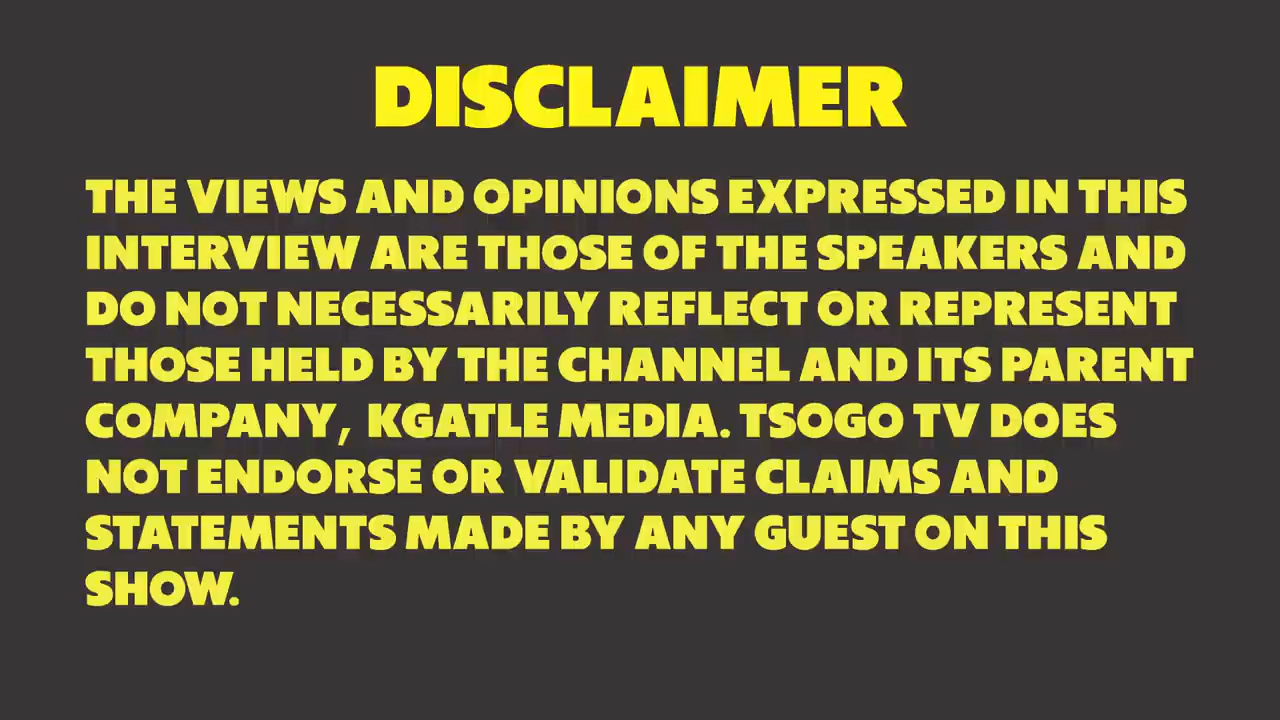 DISCLAIMER
THE VIEWS AND OPINIONS EXPRESSED IN THIS
INTERVIEW ARE THOSE OF THE SPEAKERS AND
DO NOT NECESSARILY REFLECT OR REPRESENT
THOSE HELD BY THE CHANNEL AND ITS PARENT
COMPANY, KGATLE MEDIA. TSOGO TV DOES
NOT ENDORSE OR VALIDATE CLAIMS AND
STATEMENTS MADE BY ANY GUEST ON THIS
SHOW.